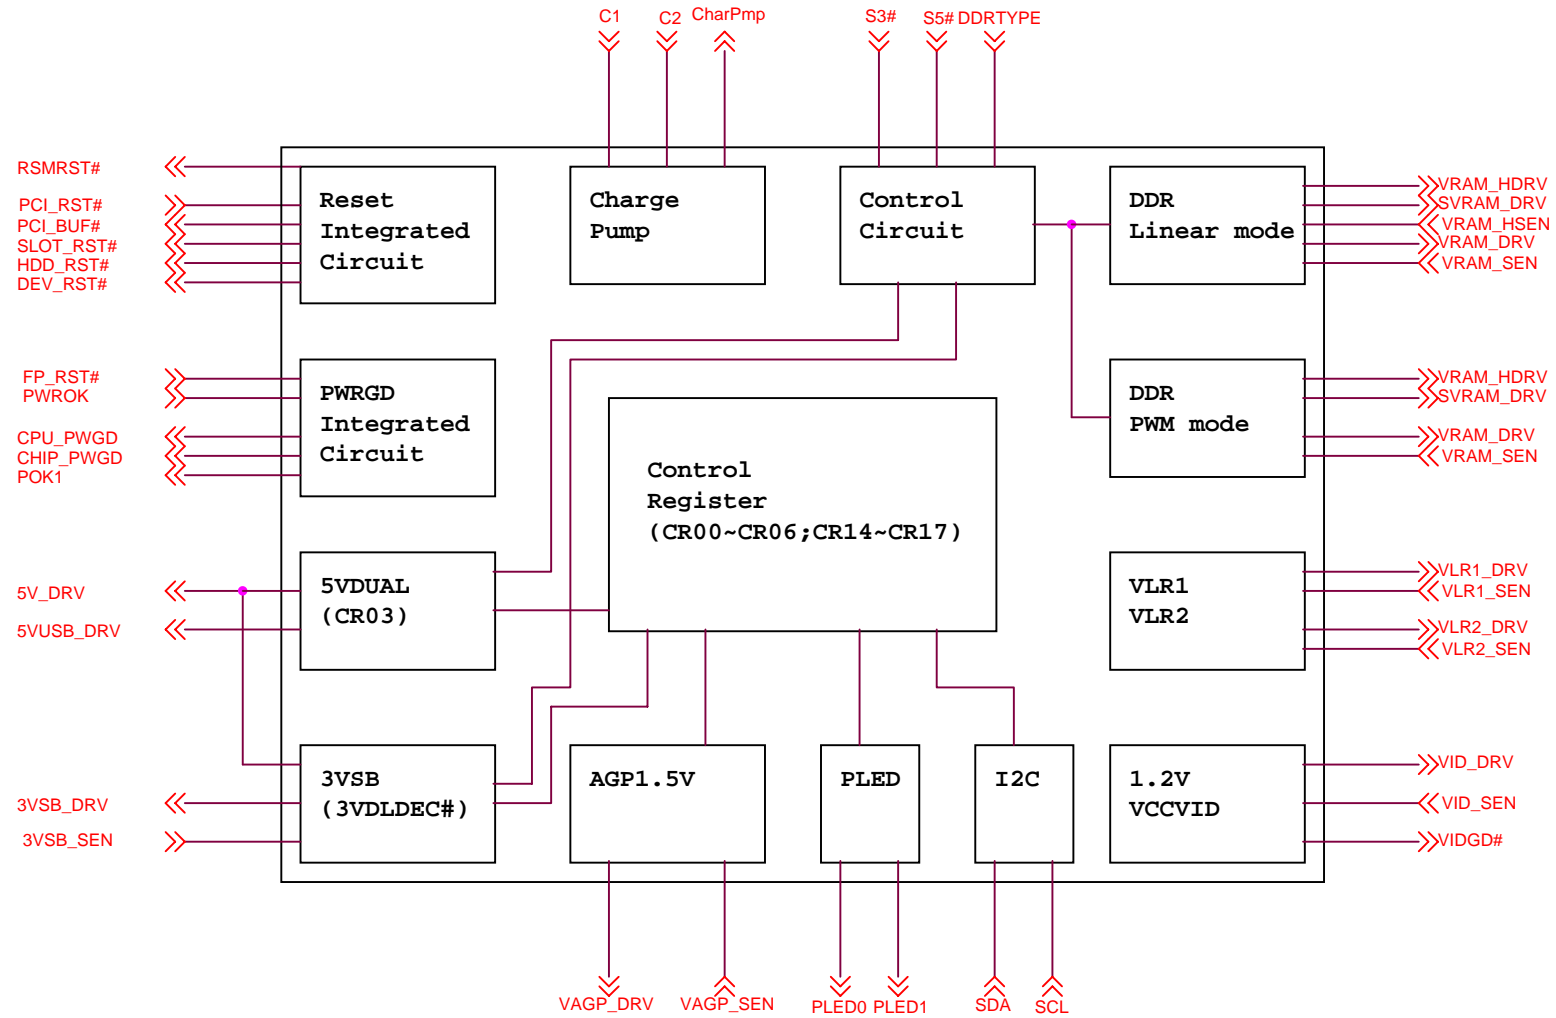 C1
C2
CharPmp
S3#
S5#
DDRTYPE
RSMRST#
PCI_RST#
PCI_BUF#
SLOT_RST#
HDD_RST#
DEV_RST#
Reset
Integrated
Circuit
Charge
Pump
Control
Circuit
DDR
Linear mode
VRAM_HDRV
SVRAM_DRV
VRAM_HSEN
VRAM_DRV
VRAM_SEN
FP_RST#
PWROK
CPU_PWGD
CHIP_PWGD
POK1
PWRGD
Integrated
Circuit
Control
Register
(CR00~CR06;CR14~CR17)
DDR
PWM mode
VRAM_HDRV
SVRAM_DRV
VRAM_DRV
VRAM_SEN
5V_DRV
5VUSB_DRV
5VDUAL
(CR03)
VLR1
VLR2
VLR1_DRV
VLR1_SEN
VLR2_DRV
VLR2_SEN
3VSB_DRV
3VSB_SEN
3VSB
(3VDLDEC#)
AGP1.5V
PLED
I2C
1.2V
VCCVID
VID_DRV
VID_SEN
VIDGD#
VAGP_DRV
VAGP_SEN
PLED0
PLED1
SDA
SCL